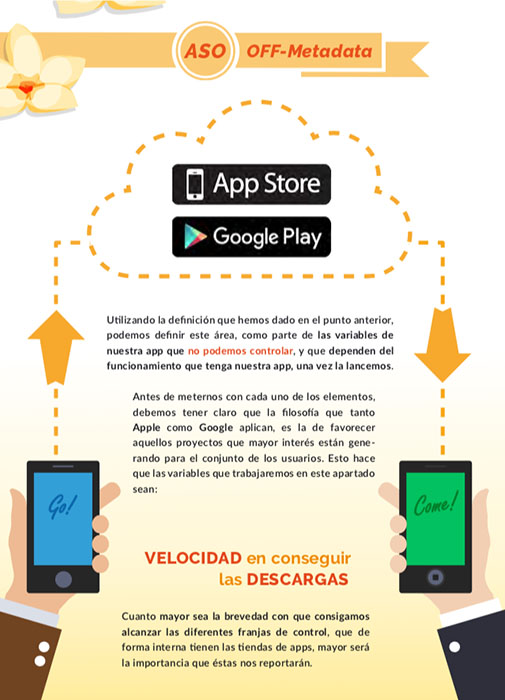 ASO OFF-Metadata
App Store
Google Play
Utilizando la definición que hemos dado en el punto anterior,
podemos definir este área, como parte de las variables de
nuestra app que no podemos controlar, y que dependen del
funcionamiento que tenga nuestra app, una vez la lancemos.
Antes de meternos con cada uno de los elementos,
debemos tener claro que la filosofía que tanto
Apple como Google aplican, es la de favorecer
aquellos proyectos que mayor interés están gene-
rando para el conjunto de los usuarios. Esto hace
que las variables que trabajaremos en este apartado
sean:
Go!
Come!
VELOCIDAD en conseguir
las DESCARGAS
Cuanto mayor sea la brevedad con que consigamos
alcanzar las diferentes franjas de control, que de
forma interna tienen las tiendas de apps, mayor será
la importancia que éstas nos reportarán.